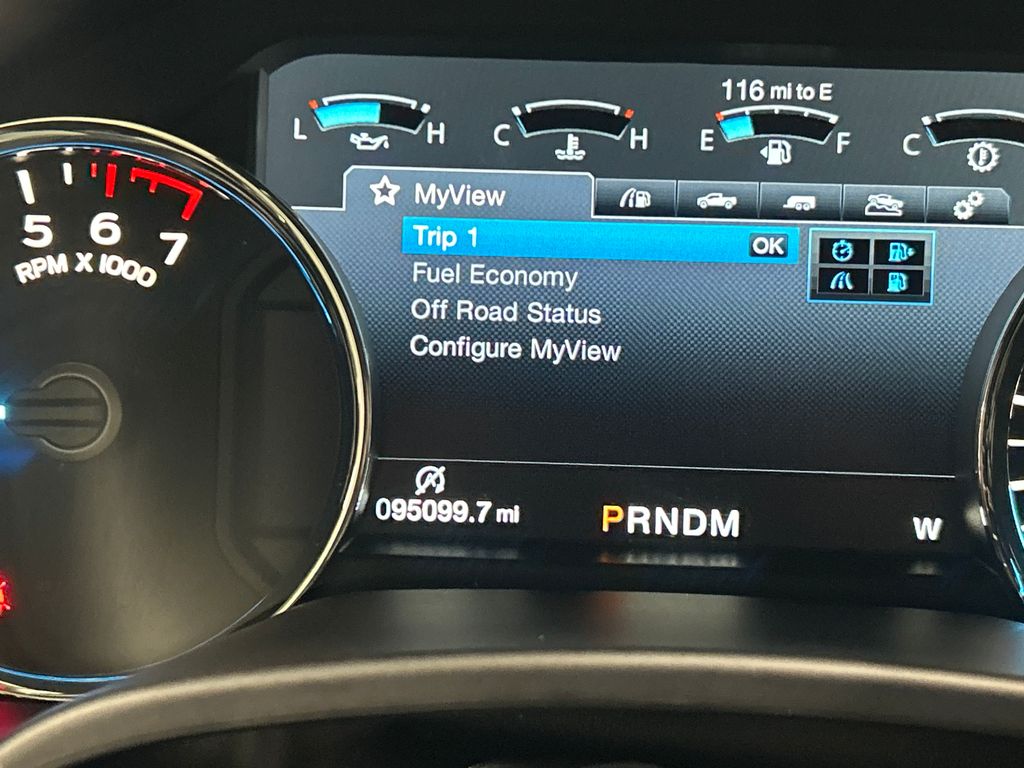 116 mi to E
L H C H E F C
MyView
Trip 1 OK
Fuel Economy
Off Road Status
Configure MyView
5 6 7
RPM X 1000
095099.7 mi PRNDM W